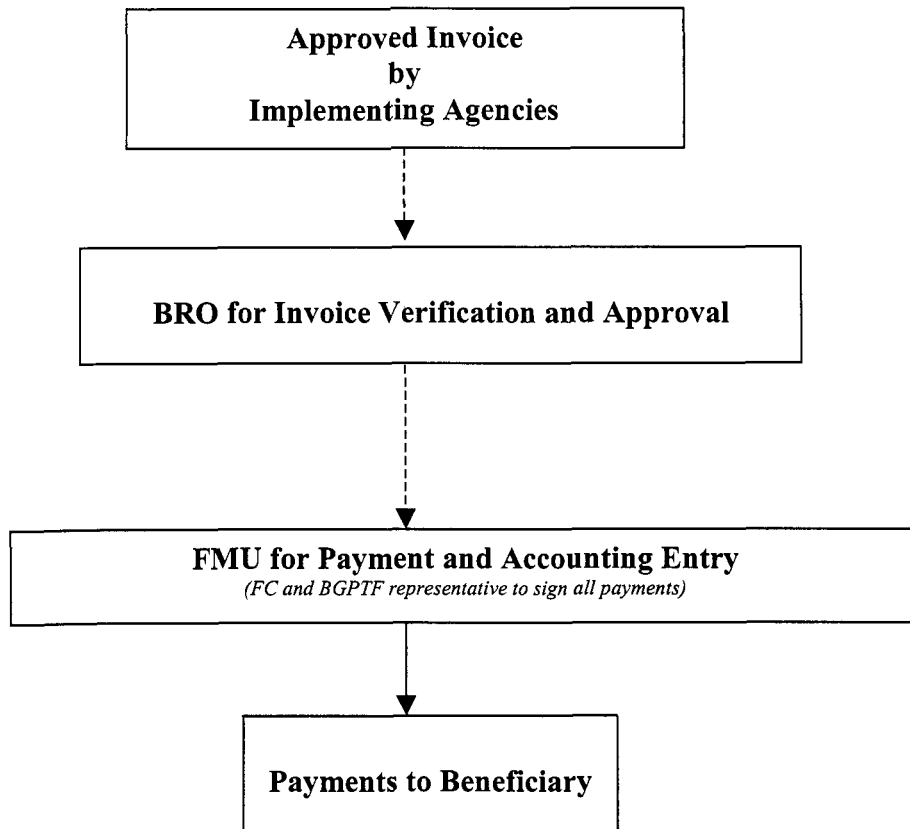 Approved Invoice
by
Implementing Agencies
BRO for Invoice Verification and Approval
FMU for Payment and Accounting Entry
(FC and BGPTF representative to sign all payments)
Payments to Beneficiary